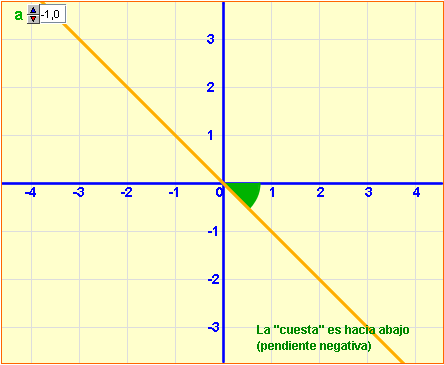 a -1,0
3
2
1
-4 -3 -2 -1 0 1 2 3 4
-1
-2
-3
La "cuesta" es hacia abajo
(pendiente negativa)